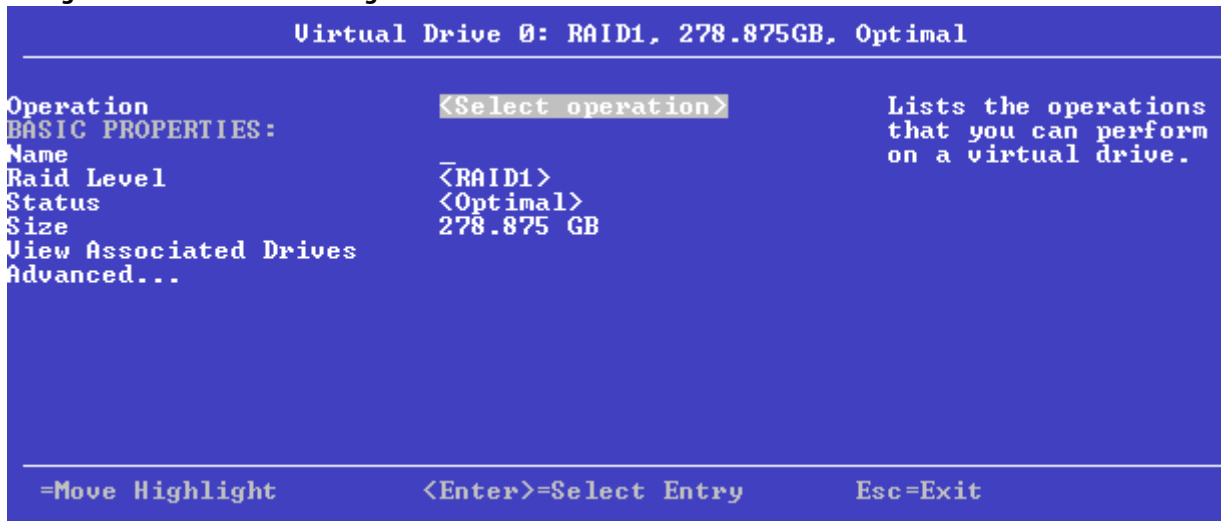 Virtual Drive 0: RAID1, 278.875GB, Optimal
Operation <Select operation> Lists the operations
BASIC PROPERTIES: that you can perform
Name _ on a virtual drive.
Raid Level <RAID1>
Status <Optimal>
Size 278.875 GB
View Associated Drives
Advanced...
=Move Highlight <Enter>=Select Entry Esc=Exit